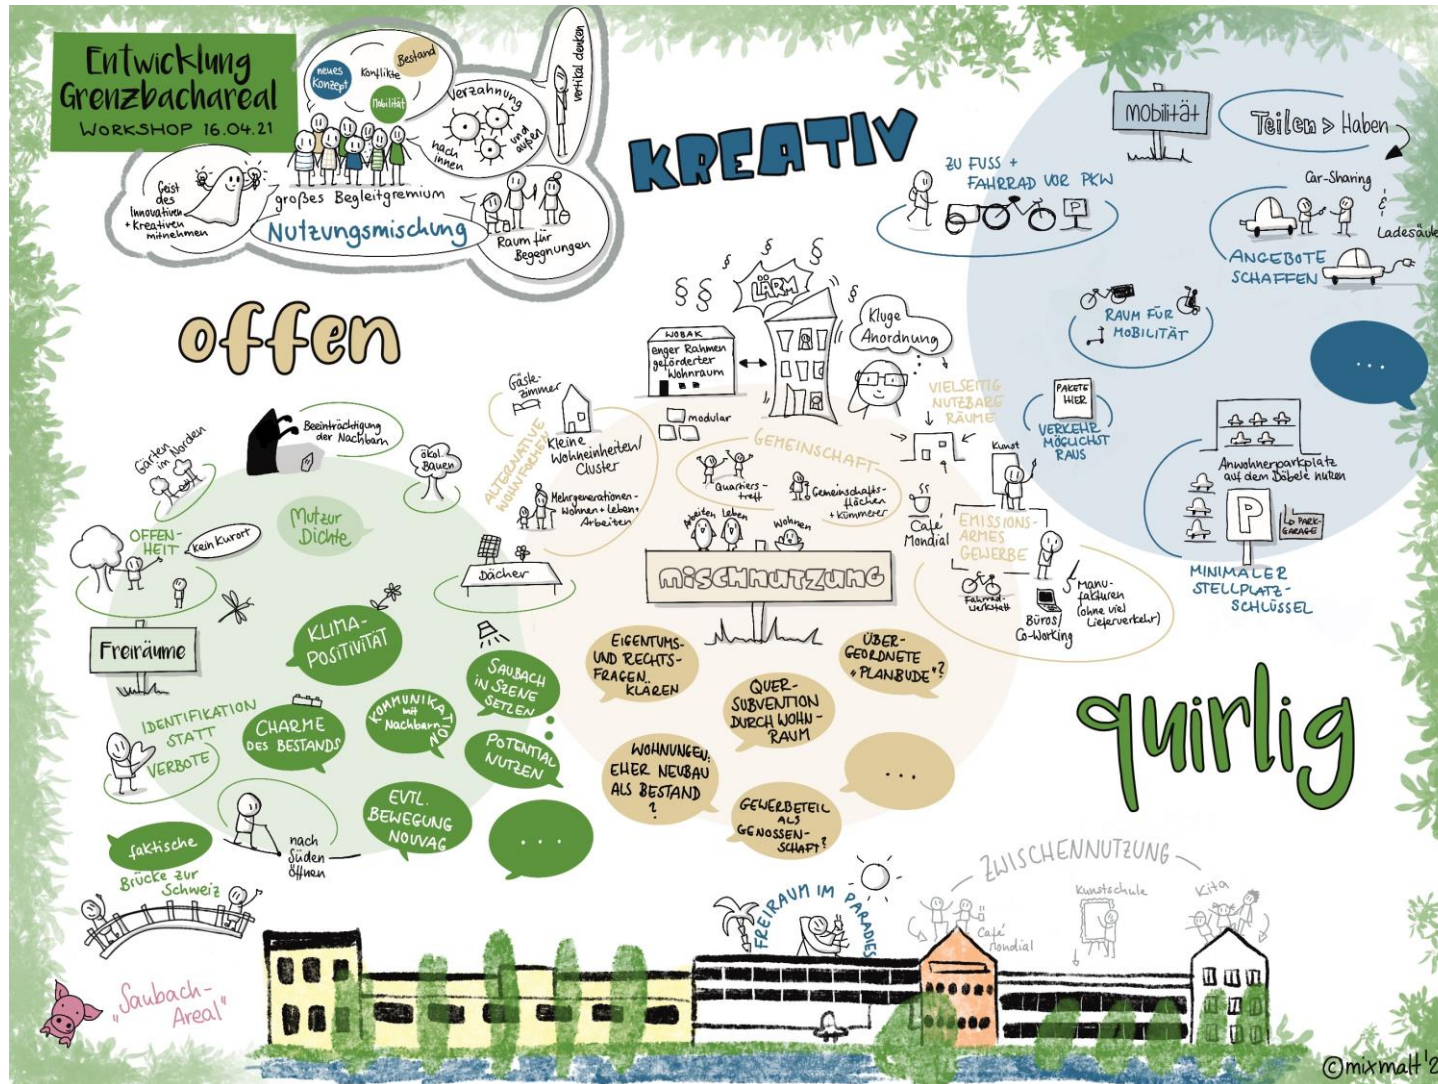 Entwicklung
Grenzbachareal
WORKSHOP 16.04.21
neues
Konzept
Konflikte
Bestand
Mobilität
Verzahnung
nach
innen
und
außen
vertikal denken
Geist
des
Innovativen
+ Kreativen
mitnehmen
großes Begleitgremium
Nutzungsmischung
Raum für
Begegnungen
KREATIV
offen
quirlig
Mobilität
Teilen > Haben
ZU FUSS +
FAHRRAD VOR PKW
P
Car-Sharing
&
Ladesäule
ANGEBOTE
SCHAFFEN
RAUM FÜR
MOBILITÄT
...
PAKETE
HIER
VERKEHR
MÖGLICHST
RAUS
Anwohnerparkplatz
auf dem Döbele nutzen
P
PARK-
GARAGE
MINIMALER
STELLPLATZ-
SCHLÜSSEL
§ § § § §
LÄRM
WOBAK
enger Rahmen
geförderter
Wohnraum
Kluge
Anordnung
...
modular
VIELSEITIG
NUTZBARE
RÄUME
Gäste-
zimmer
ALTERNATIVE
WOHNFORMEN
Kleine
Wohneinheiten/
Cluster
Mehrgenerationen-
Wohnen + Leben +
Arbeiten
GEMEINSCHAFT
Quartiers-
treff
Gemeinschafts-
flächen
+ Kümmerer
Kunst
Café
Mondial
EMISSIONS-
ARMES
GEWERBE
Fahrrad-
werkstatt
Büros/
Co-Working
Manu-
fakturen
(ohne viel
Lieferverkehr)
Arbeiten
Leben
Wohnen
MISCHNUTZUNG
EIGENTUMS-
UND RECHTS-
FRAGEN..
KLÄREN
ÜBER-
GEORDNETE
"PLANBUDE"?
QUER-
SUBVENTION
DURCH WOHN-
RAUM
WOHNUNGEN:
EHER NEUBAU
ALS BESTAND
?
GEWERBETEIL
ALS
GENOSSEN-
SCHAFT?
...
Beeinträchtigung
der Nachbarn
Gärten
im Norden
ökol.
Bauen
Mut zur
Dichte
OFFEN-
HEIT
kein Kurort
Dächer
Freiräume
KLIMA-
POSITIVITÄT
SAUBACH
IN SZENE
SETZEN
IDENTIFIKATION
STATT
VERBOTE
CHARME
DES BESTANDS
KOMMUNIKATION
mit
Nachbarn
POTENTIAL
NUTZEN
EVTL.
BEWEGUNG
NOUVAG
...
nach
Süden
öffnen
faktische
Brücke zur
Schweiz
"Saubach-
Areal"
FREIRAUM IM PARADIES
ZWISCHENNUTZUNG
Café
Mondial
Kunstschule
Kita